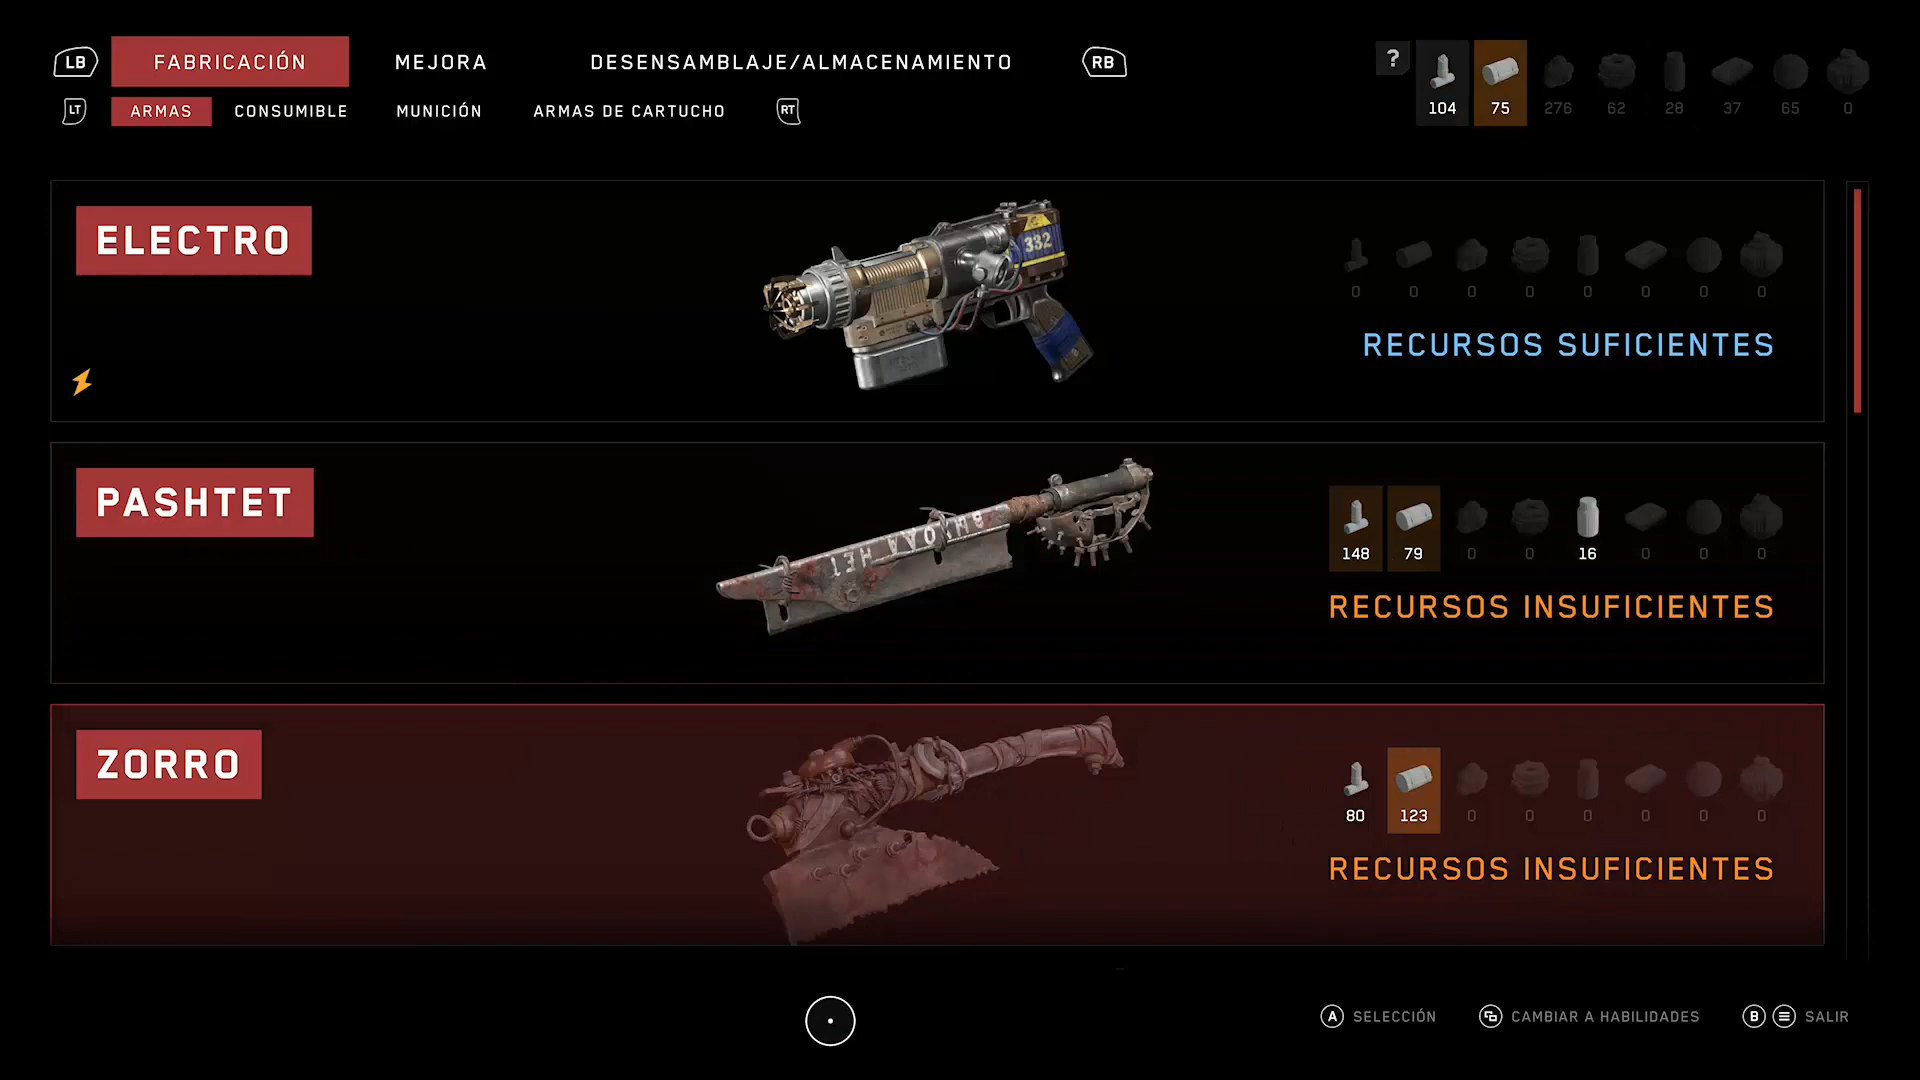 LB FABRICACIÓN MEJORA DESENSAMBLAJE/ALMACENAMIENTO RB ?
LT ARMAS CONSUMIBLE MUNICIÓN ARMAS DE CARTUCHO RT
104 75 276 62 28 37 65 0
ELECTRO
332
0 0 0 0 0 0 0 0
RECURSOS SUFICIENTES
PASHTET
148 79 0 0 16 0 0 0
RECURSOS INSUFICIENTES
ZORRO
80 123 0 0 0 0 0 0
RECURSOS INSUFICIENTES
A SELECCIÓN CAMBIAR A HABILIDADES B SALIR